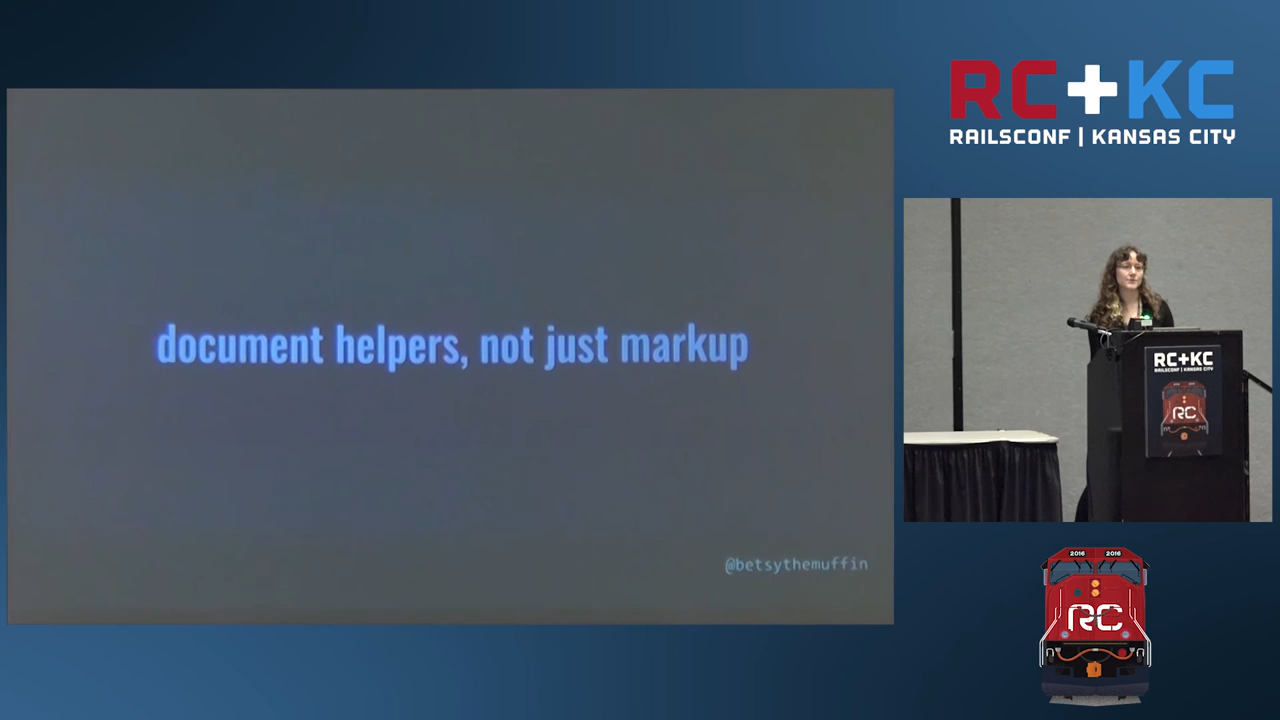 document helpers, not just markup
@betsythemuffin
RC+KC
RAILSCONF | KANSAS CITY
RC+KC
RAILSCONF | KANSAS CITY
RC
2016 2016
RC